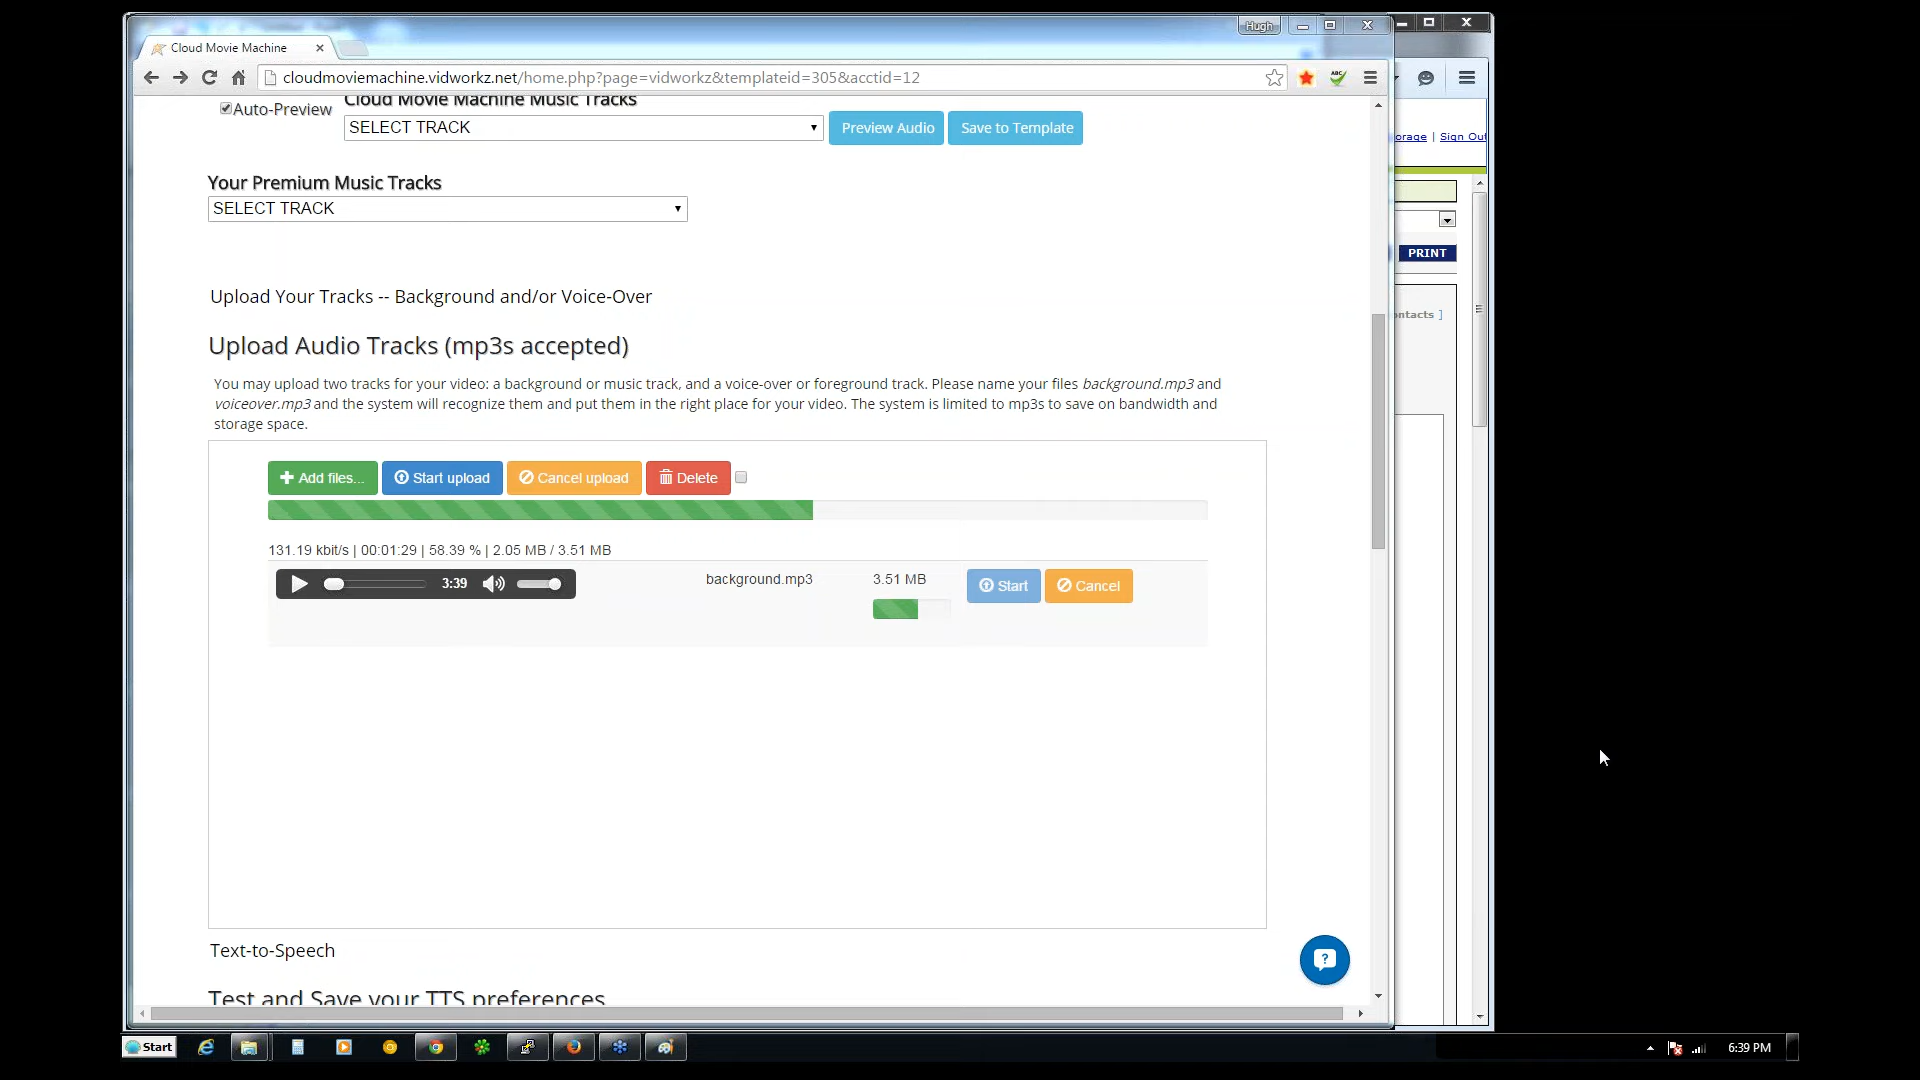 Hugh
Cloud Movie Machine
cloudmoviemachine.vidworkz.net/home.php?page=vidworkz&templateid=305&acctid=12
ABC
Auto-Preview
Cloud Movie Machine Music Tracks
SELECT TRACK
Preview Audio
Save to Template
orage | Sign Out
Your Premium Music Tracks
SELECT TRACK
PRINT
Upload Your Tracks -- Background and/or Voice-Over
ontacts ]
Upload Audio Tracks (mp3s accepted)
You may upload two tracks for your video: a background or music track, and a voice-over or foreground track. Please name your files background.mp3 and
voiceover.mp3 and the system will recognize them and put them in the right place for your video. The system is limited to mp3s to save on bandwidth and
storage space.
Add files...
Start upload
Cancel upload
Delete
131.19 kbit/s | 00:01:29 | 58.39 % | 2.05 MB / 3.51 MB
3:39
background.mp3
3.51 MB
Start
Cancel
Text-to-Speech
Test and Save your TTS preferences
Start
6:39 PM